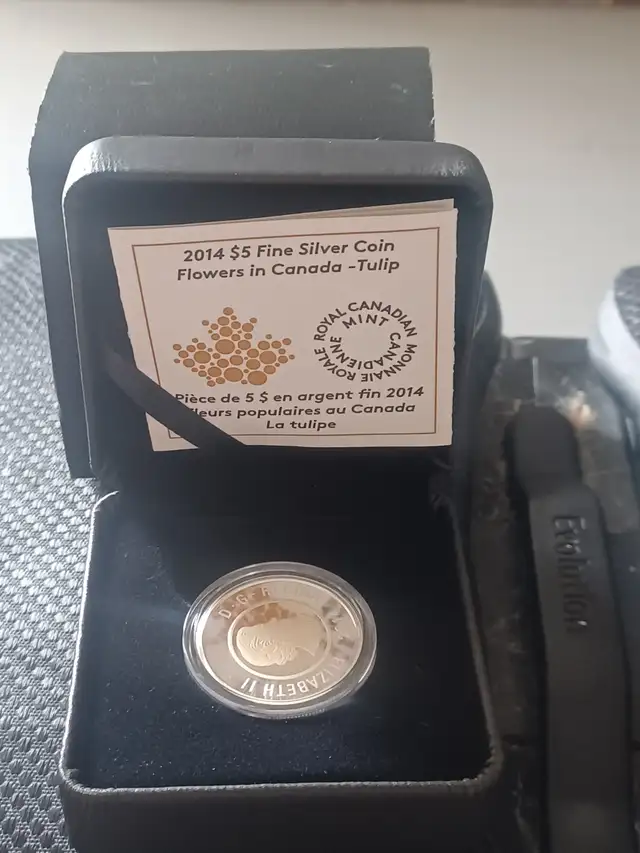 2014 $5 Fine Silver Coin
Flowers in Canada -Tulip
ROYAL CANADIAN MINT
MONNAIE ROYALE CANADIENNE
Pièce de 5 $ en argent fin 2014
fleurs populaires au Canada
La tulipe
D·G·
ELIZABETH II
Evolution